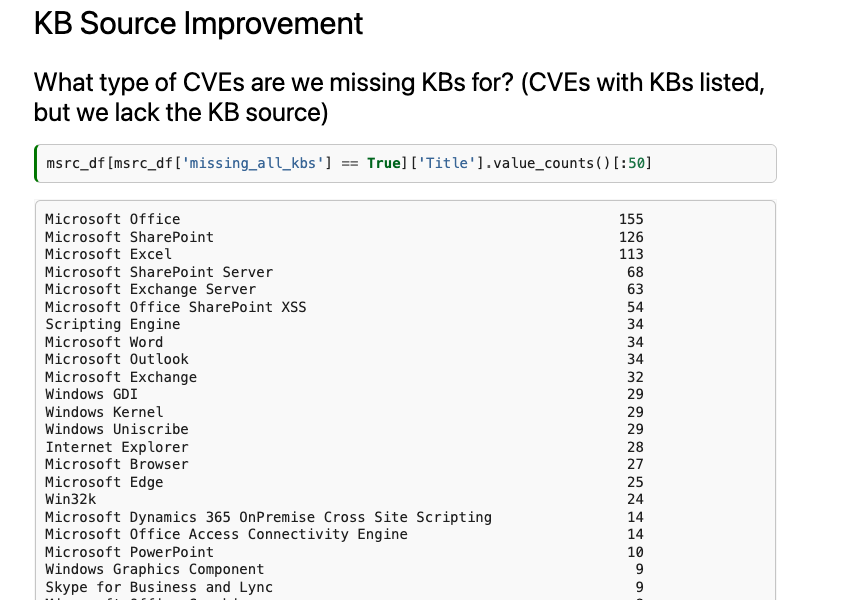 KB Source Improvement
What type of CVEs are we missing KBs for? (CVEs with KBs listed,
but we lack the KB source)
msrc_df[msrc_df['missing_all_kbs'] == True]['Title'].value_counts()[:50]
Microsoft Office 155
Microsoft SharePoint 126
Microsoft Excel 113
Microsoft SharePoint Server 68
Microsoft Exchange Server 63
Microsoft Office SharePoint XSS 54
Scripting Engine 34
Microsoft Word 34
Microsoft Outlook 34
Microsoft Exchange 32
Windows GDI 29
Windows Kernel 29
Windows Uniscribe 29
Internet Explorer 28
Microsoft Browser 27
Microsoft Edge 25
Win32k 24
Microsoft Dynamics 365 OnPremise Cross Site Scripting 14
Microsoft Office Access Connectivity Engine 14
Microsoft PowerPoint 10
Windows Graphics Component 9
Skype for Business and Lync 9